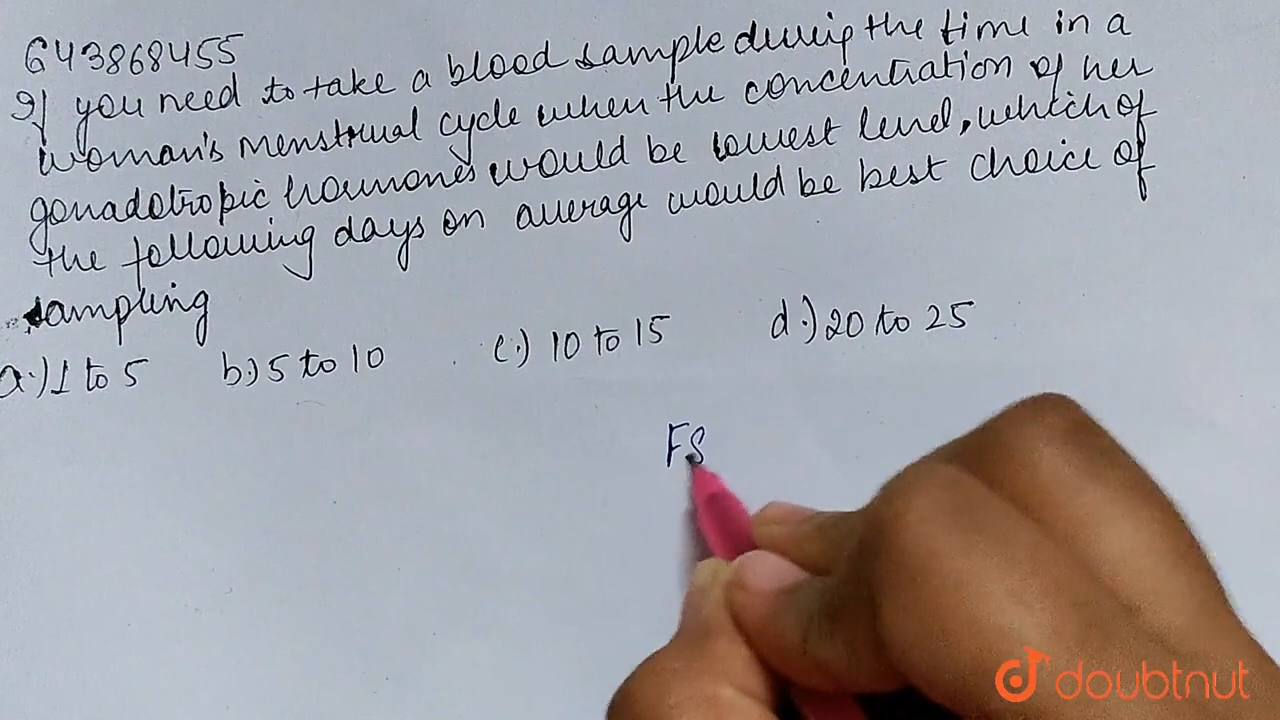 643868455
If you need to take a blood sample during the time in a
woman's menstrual cycle when the concentration of her
gonadotropic hormones would be lowest level, which of
the following days on average would be best choice of
sampling
a.) 1 to 5 b.) 5 to 10 c.) 10 to 15 d.) 20 to 25
FS
doubtnut